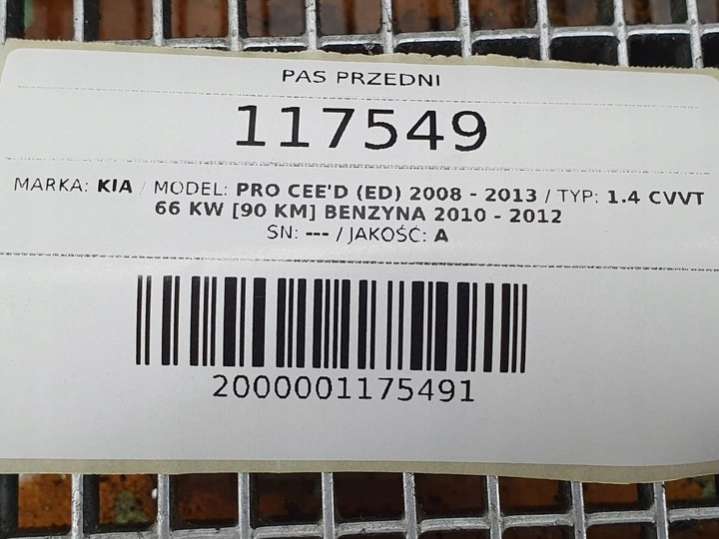 PAS PRZEDNI
117549
MARKA: KIA / MODEL: PRO CEE'D (ED) 2008 - 2013 / TYP: 1.4 CVVT
66 KW [90 KM] BENZYNA 2010 - 2012
SN: --- / JAKOŚĆ: A
2000001175491